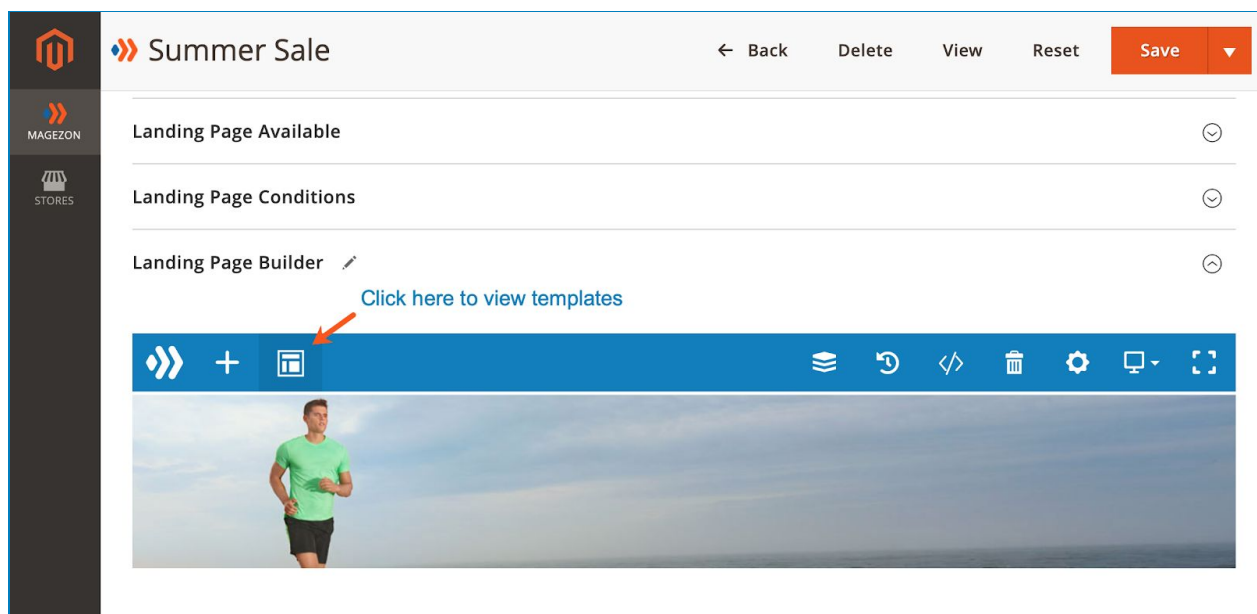 Summer Sale
Back Delete View Reset Save
MAGEZON
STORES
Landing Page Available
Landing Page Conditions
Landing Page Builder
Click here to view templates